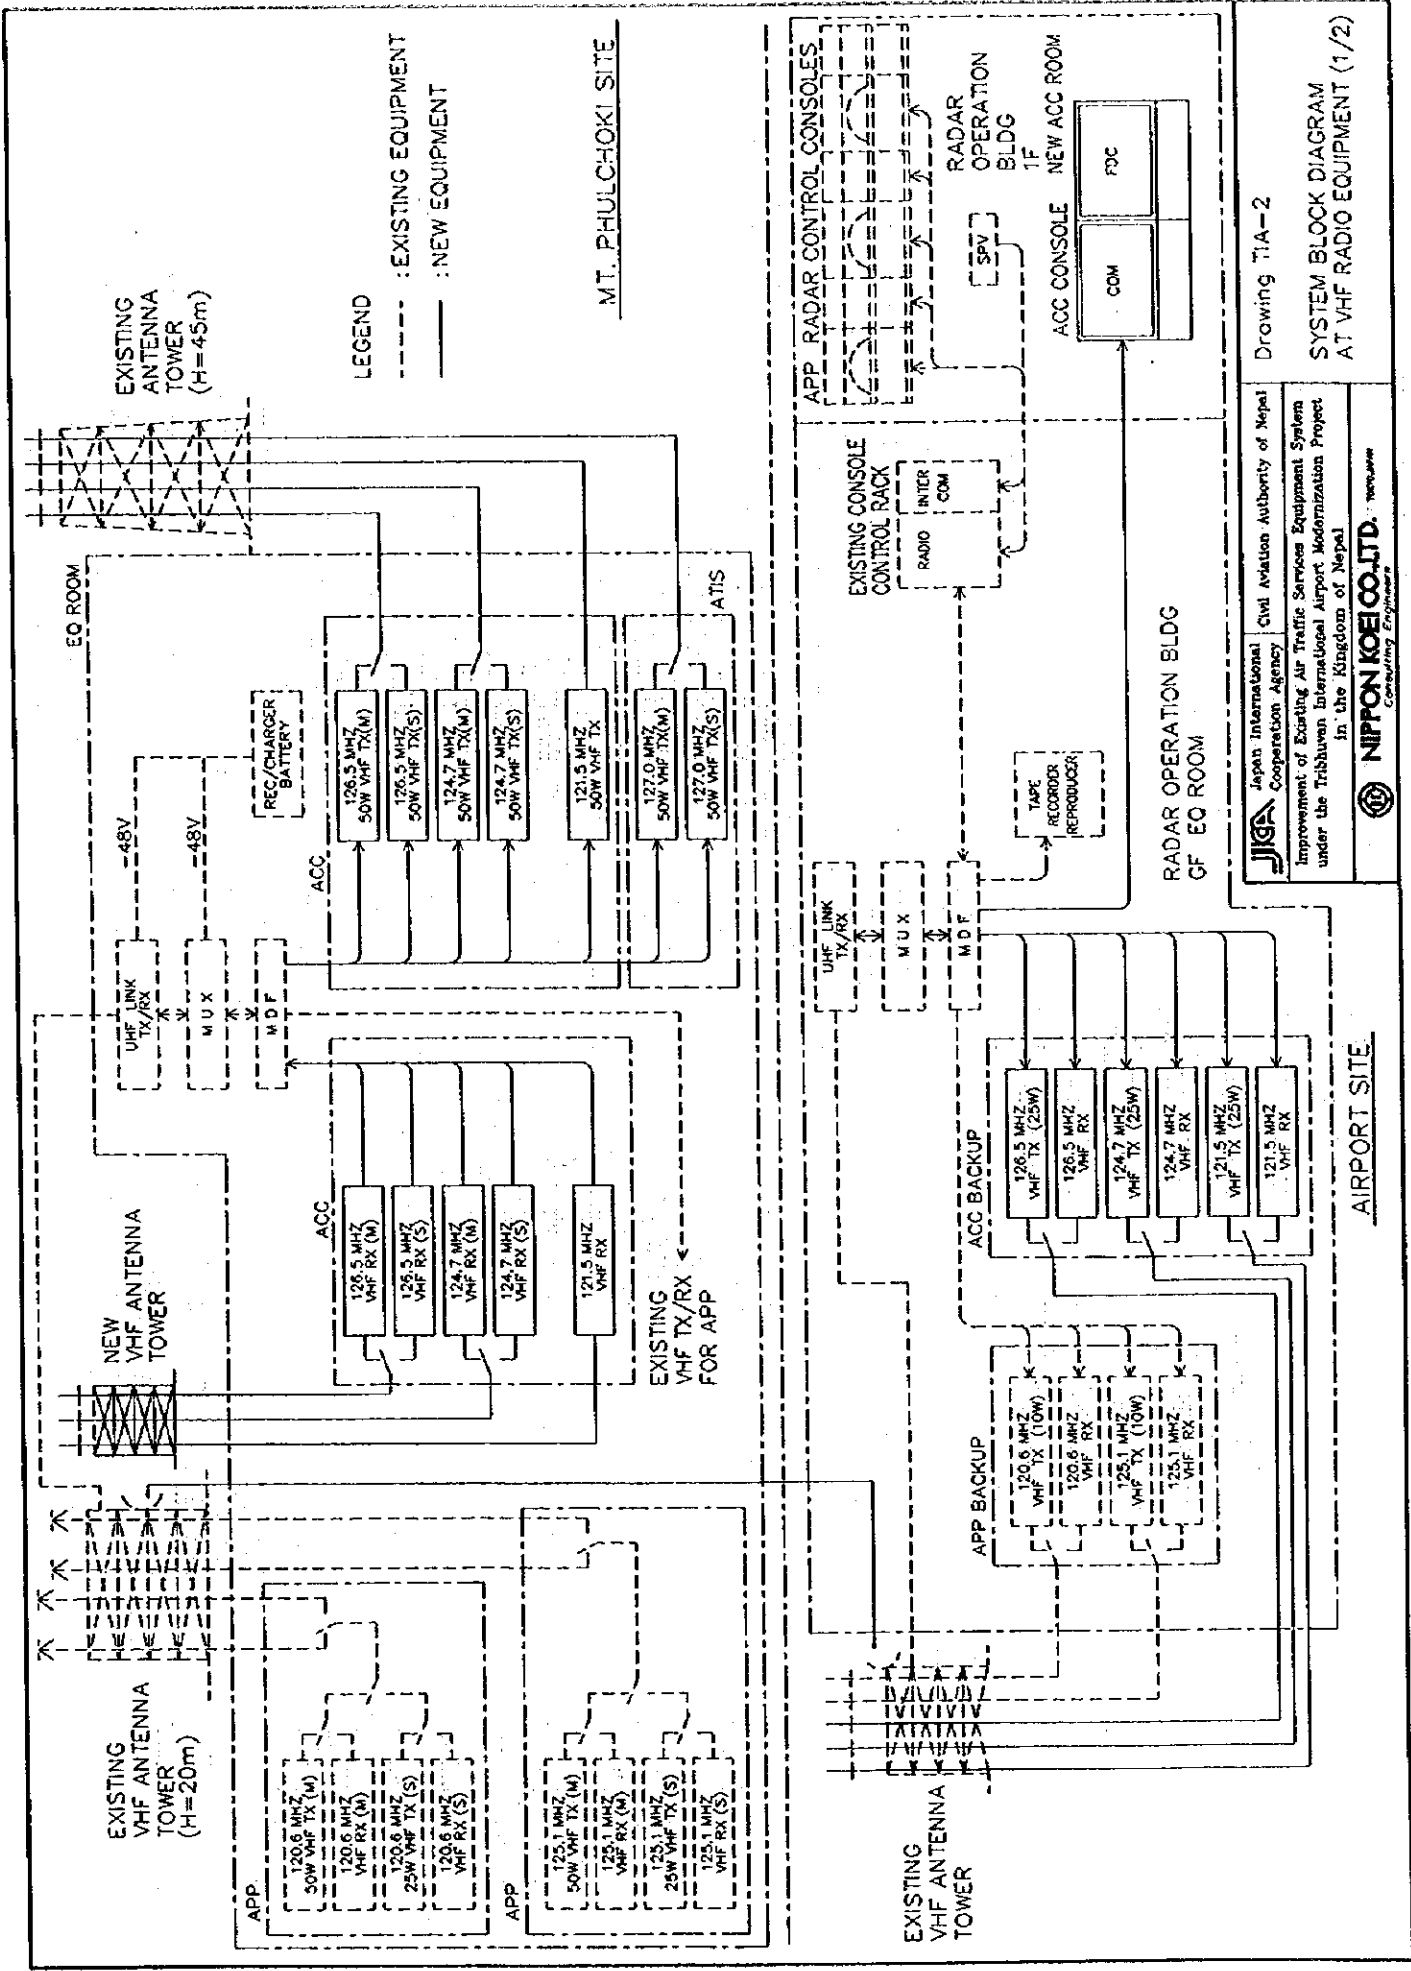 EXISTING
VHF ANTENNA
TOWER
(H=20m)
NEW
VHF ANTENNA
TOWER
EXISTING
ANTENNA
TOWER
(H=45m)
LEGEND
:EXISTING EQUIPMENT
:NEW EQUIPMENT
MT. PHULCHOKI SITE
EQ ROOM
UHF LINK
TX/RX
MUX
MDF
-48V
-48V
REC/CHARGER
BATTERY
APP
120.6 MHZ
50W VHF TX (M)
120.6 MHZ
VHF RX (M)
120.6 MHZ
25W VHF TX (S)
120.6 MHZ
VHF RX (S)
APP
125.1 MHZ
50W VHF TX (M)
125.1 MHZ
VHF RX (M)
125.1 MHZ
25W VHF TX (S)
125.1 MHZ
VHF RX (S)
ACC
126.5 MHZ
VHF RX (M)
126.5 MHZ
VHF RX (S)
124.7 MHZ
VHF RX (M)
124.7 MHZ
VHF RX (S)
121.5 MHZ
VHF RX
EXISTING
VHF TX/RX
FOR APP
ACC
126.5 MHZ
50W VHF TX(M)
126.5 MHZ
50W VHF TX(S)
124.7 MHZ
50W VHF TX(M)
124.7 MHZ
50W VHF TX(S)
121.5 MHZ
50W VHF TX
127.0 MHZ
50W VHF TX(M)
127.0 MHZ
50W VHF TX(S)
ATIS
EXISTING
VHF ANTENNA
TOWER
APP BACKUP
120.6 MHZ
VHF TX (10W)
120.6 MHZ
VHF RX
125.1 MHZ
VHF TX (10W)
125.1 MHZ
VHF RX
ACC BACKUP
126.5 MHZ
VHF TX (25W)
126.5 MHZ
VHF RX
124.7 MHZ
VHF TX (25W)
124.7 MHZ
VHF RX
121.5 MHZ
VHF TX (25W)
121.5 MHZ
VHF RX
AIRPORT SITE
UHF LINK
TX/RX
MUX
MDF
TAPE
RECORDER
REPRODUCER
RADAR OPERATION BLDG
GF EQ ROOM
EXISTING CONSOLE
CONTROL RACK
RADIO
INTER
COM
APP RADAR CONTROL CONSOLES
SPV
RADAR
OPERATION
BLDG
1F
NEW ACC ROOM
ACC CONSOLE
COM
FDC
JICA
Japan International
Cooperation Agency
Civil Aviation Authority of Nepal
Improvement of Existing Air Traffic Services Equipment System
under the Tribhuvan International Airport Modernization Project
in the Kingdom of Nepal
NIPPON KOEI CO., LTD. TOKYO, JAPAN
Consulting Engineers
Drawing TIA-2
SYSTEM BLOCK DIAGRAM
AT VHF RADIO EQUIPMENT (1/2)